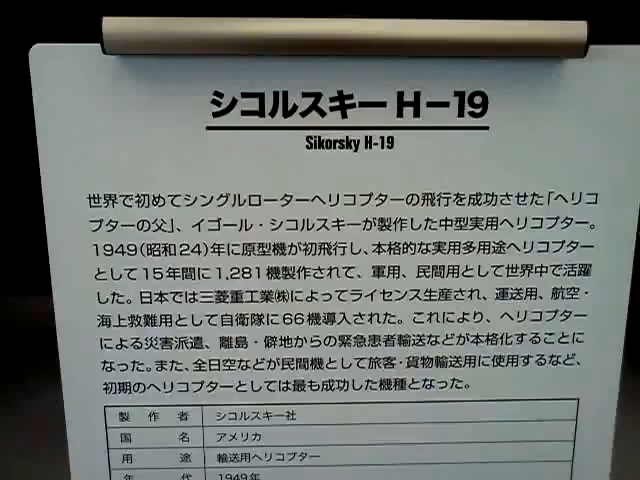 シコルスキー H－19
Sikorsky H-19
世界で初めてシングルローターヘリコプターの飛行を成功させた「ヘリコ
プターの父」、イゴール・シコルスキーが製作した中型実用ヘリコプター。
1949(昭和24)年に原型機が初飛行し、本格的な実用多用途ヘリコプター
として15年間に1,281機製作されて、軍用、民間用として世界中で活躍
した。日本では三菱重工業㈱によってライセンス生産され、運送用、航空・
海上救難用として自衛隊に66機導入された。これにより、ヘリコプター
による災害派遣、離島・僻地からの緊急患者輸送などが本格化することに
なった。また、全日空などが民間機として旅客・貨物輸送用に使用するなど、
初期のヘリコプターとしては最も成功した機種となった。
製作者 シコルスキー社
国名 アメリカ
用途 輸送用ヘリコプター
年代 1949年